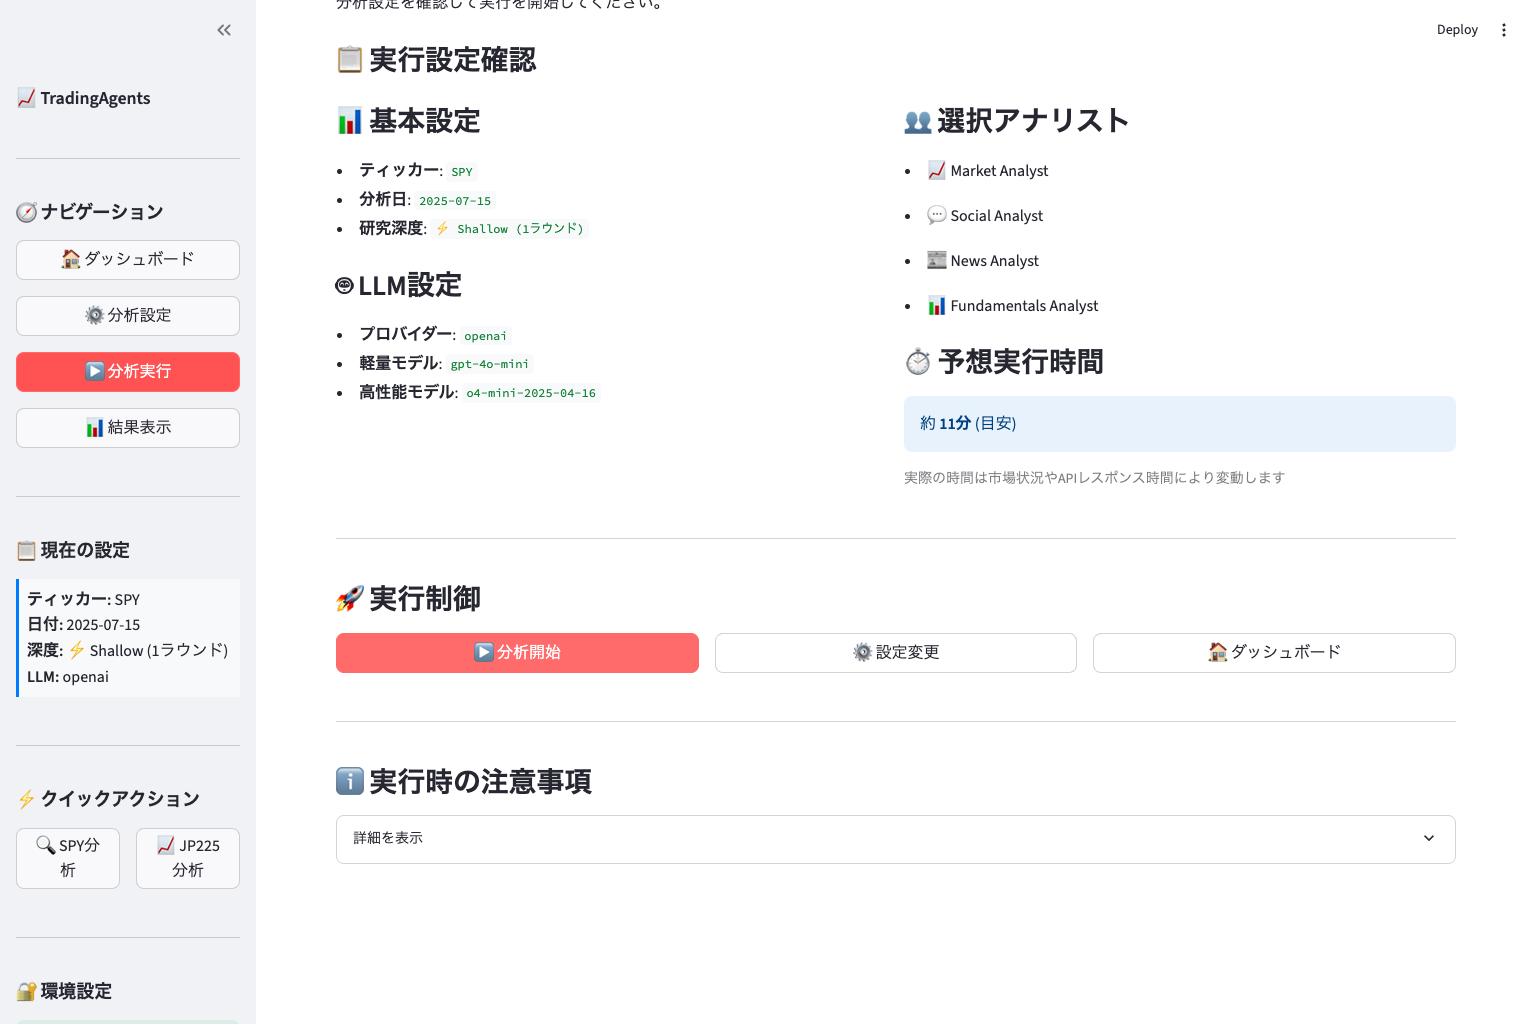 TradingAgents
ナビゲーション
ダッシュボード
分析設定
分析実行
結果表示
現在の設定
ティッカー: SPY
日付: 2025-07-15
深度: ⚡ Shallow (1ラウンド)
LLM: openai
クイックアクション
SPY分
析
JP225
分析
環境設定
Deploy
分析設定を確認して実行を開始してください。
実行設定確認
基本設定
ティッカー: SPY
分析日: 2025-07-15
研究深度: ⚡ Shallow (1ラウンド)
LLM設定
プロバイダー: openai
軽量モデル: gpt-4o-mini
高性能モデル: o4-mini-2025-04-16
選択アナリスト
Market Analyst
Social Analyst
News Analyst
Fundamentals Analyst
予想実行時間
約 11分 (目安)
実際の時間は市場状況やAPIレスポンス時間により変動します
実行制御
分析開始
設定変更
ダッシュボード
実行時の注意事項
詳細を表示